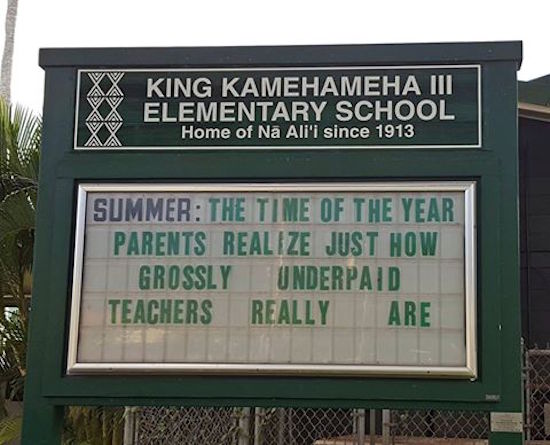 KING KAMEHAMEHA III
ELEMENTARY SCHOOL
Home of Nā Ali'i since 1913
SUMMER: THE TIME OF THE YEAR
PARENTS REALIZE JUST HOW
GROSSLY UNDERPAID
TEACHERS REALLY ARE